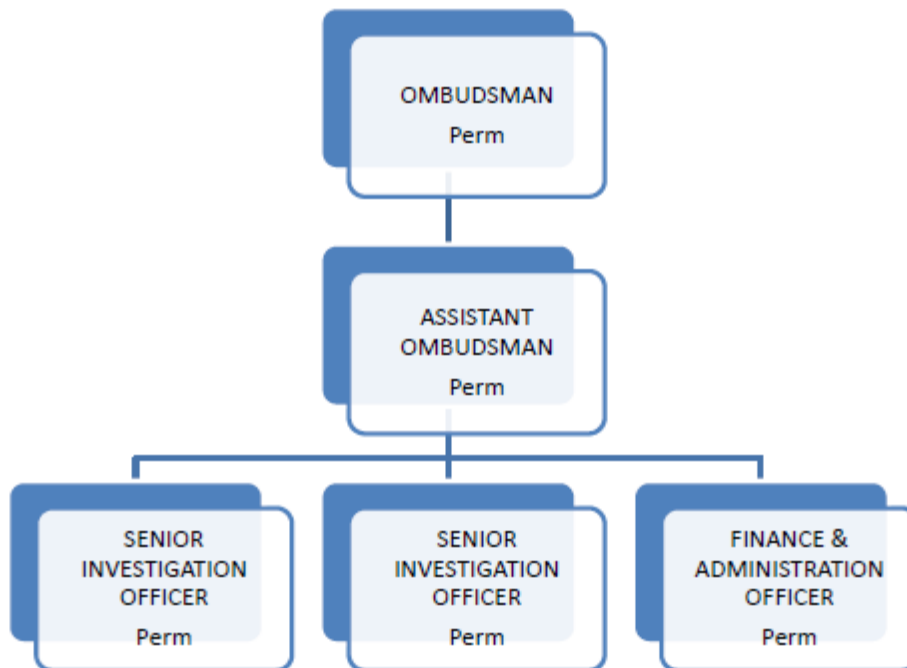 OMBUDSMAN
Perm
ASSISTANT
OMBUDSMAN
Perm
SENIOR
INVESTIGATION
OFFICER
Perm
SENIOR
INVESTIGATION
OFFICER
Perm
FINANCE &
ADMINISTRATION
OFFICER
Perm